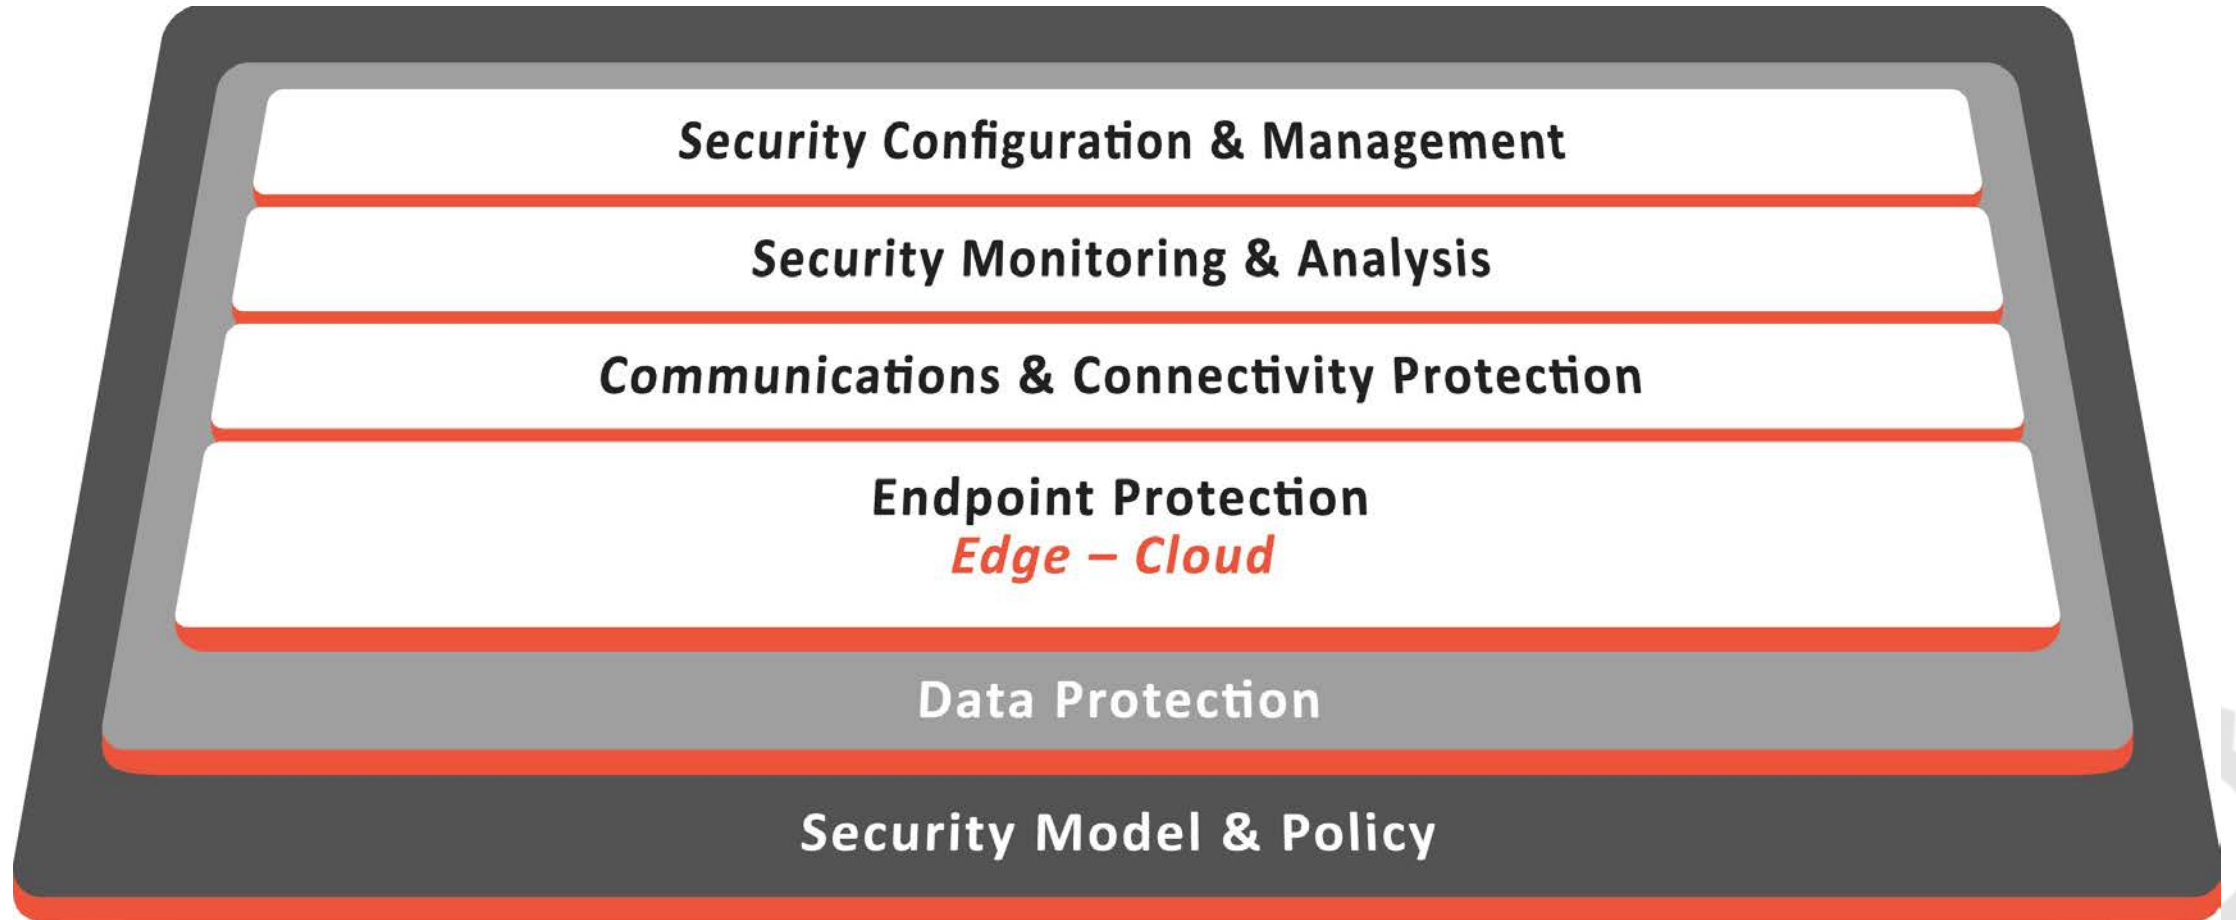 Security Configuration & Management
Security Monitoring & Analysis
Communications & Connectivity Protection
Endpoint Protection
Edge – Cloud
Data Protection
Security Model & Policy